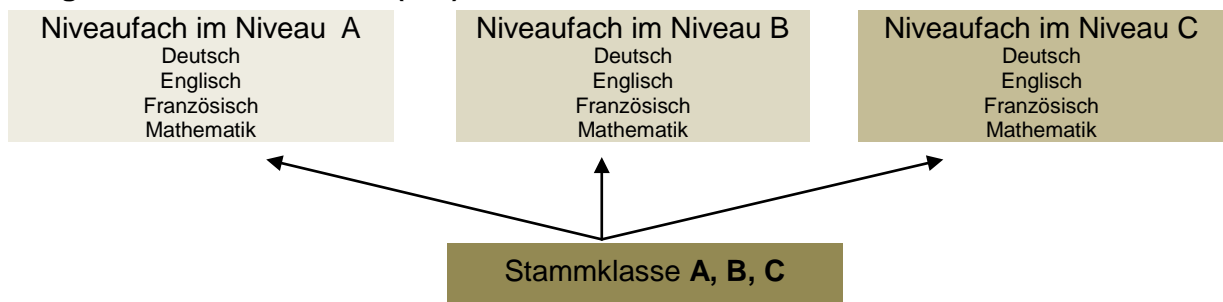 Niveaufach im Niveau A
Deutsch
Englisch
Französisch
Mathematik
Niveaufach im Niveau B
Deutsch
Englisch
Französisch
Mathematik
Niveaufach im Niveau C
Deutsch
Englisch
Französisch
Mathematik
Stammklasse A, B, C